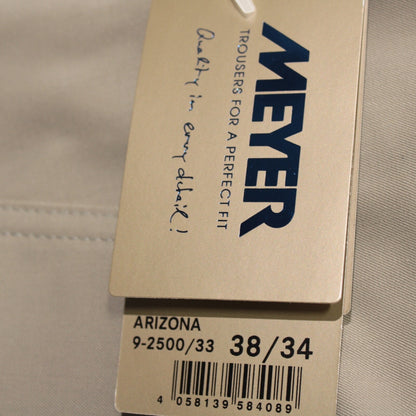 MEYER
TROUSERS FOR A PERFECT FIT
Quality in every detail!
ARIZONA
9-2500/33 38/34
4 058139 584089